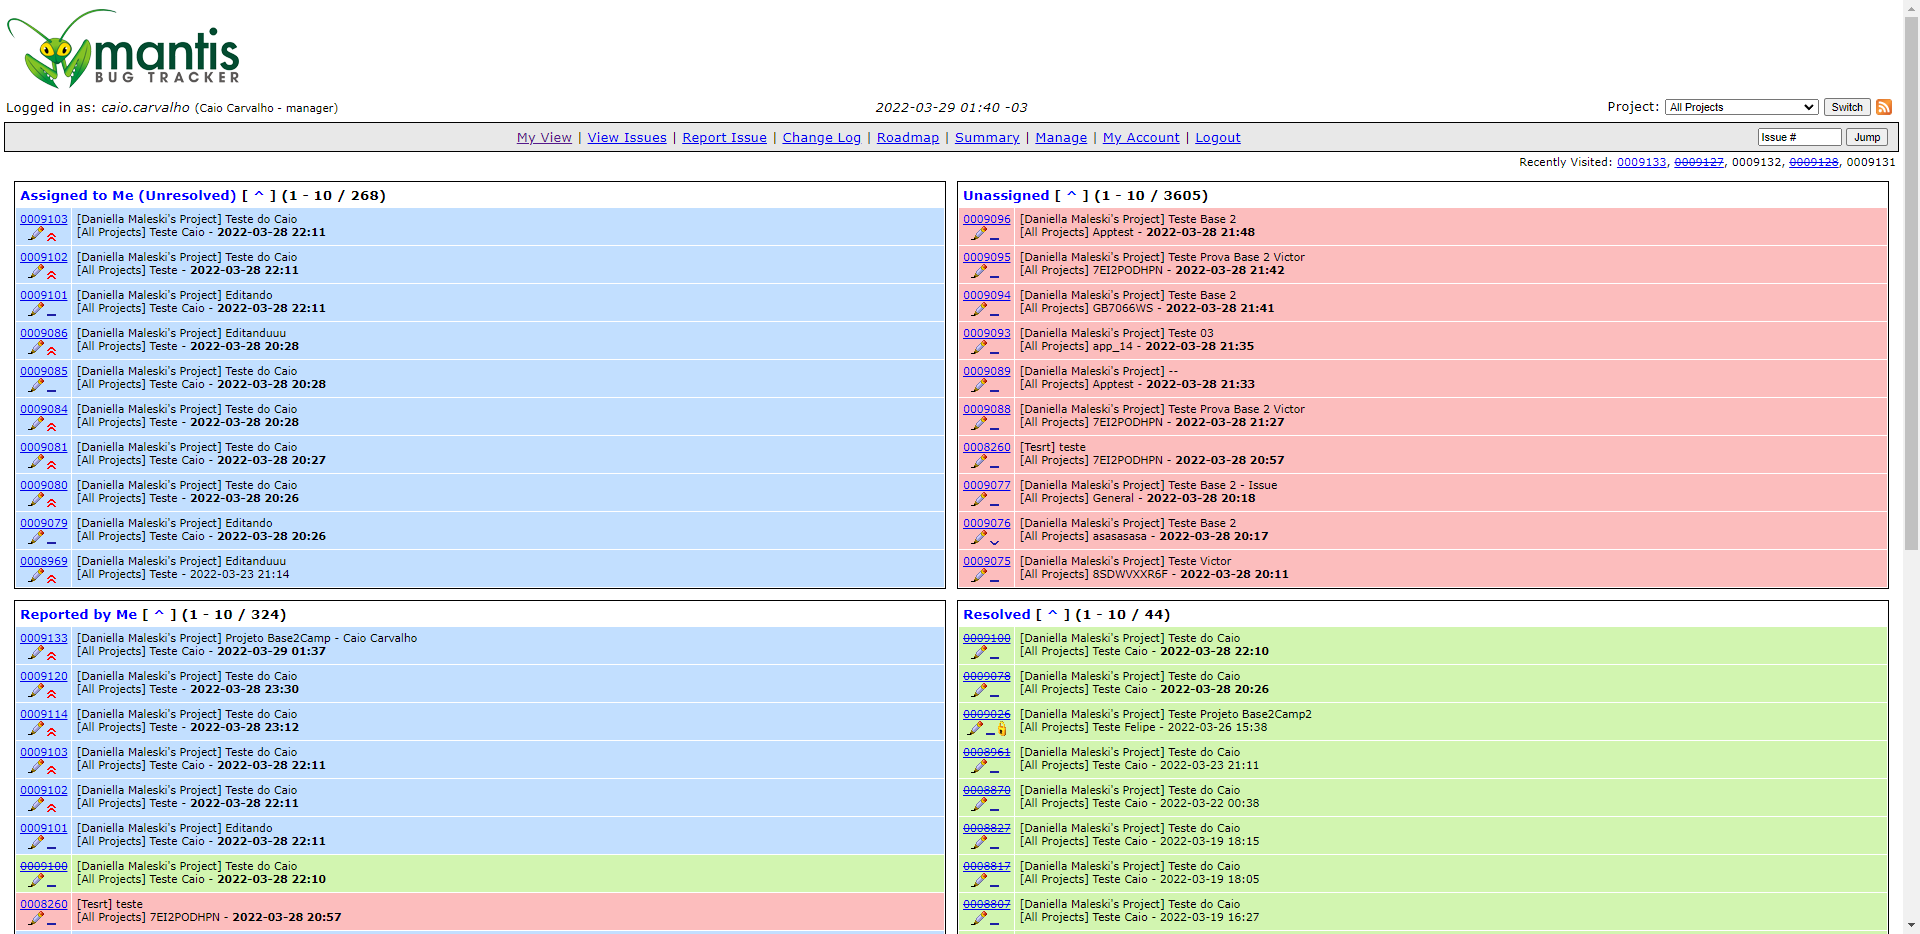 mantis
BUG TRACKER
Logged in as: caio.carvalho (Caio Carvalho - manager)
2022-03-29 01:40 -03
Project: All Projects Switch
My View | View Issues | Report Issue | Change Log | Roadmap | Summary | Manage | My Account | Logout
Issue # Jump
Recently Visited: 0009133, 0009127, 0009132, 0009128, 0009131
Assigned to Me (Unresolved) [ ^ ] (1 - 10 / 268)
0009103 [Daniella Maleski's Project] Teste do Caio
[All Projects] Teste Caio - 2022-03-28 22:11
0009102 [Daniella Maleski's Project] Teste do Caio
[All Projects] Teste - 2022-03-28 22:11
0009101 [Daniella Maleski's Project] Editando
[All Projects] Teste Caio - 2022-03-28 22:11
0009086 [Daniella Maleski's Project] Editanduuu
[All Projects] Teste - 2022-03-28 20:28
0009085 [Daniella Maleski's Project] Teste do Caio
[All Projects] Teste Caio - 2022-03-28 20:28
0009084 [Daniella Maleski's Project] Teste do Caio
[All Projects] Teste - 2022-03-28 20:28
0009081 [Daniella Maleski's Project] Teste do Caio
[All Projects] Teste Caio - 2022-03-28 20:27
0009080 [Daniella Maleski's Project] Teste do Caio
[All Projects] Teste - 2022-03-28 20:26
0009079 [Daniella Maleski's Project] Editando
[All Projects] Teste Caio - 2022-03-28 20:26
0008969 [Daniella Maleski's Project] Editanduuu
[All Projects] Teste - 2022-03-23 21:14
Unassigned [ ^ ] (1 - 10 / 3605)
0009096 [Daniella Maleski's Project] Teste Base 2
[All Projects] Apptest - 2022-03-28 21:48
0009095 [Daniella Maleski's Project] Teste Prova Base 2 Victor
[All Projects] 7EI2PODHPN - 2022-03-28 21:42
0009094 [Daniella Maleski's Project] Teste Base 2
[All Projects] GB7066WS - 2022-03-28 21:41
0009093 [Daniella Maleski's Project] Teste 03
[All Projects] app_14 - 2022-03-28 21:35
0009089 [Daniella Maleski's Project] --
[All Projects] Apptest - 2022-03-28 21:33
0009088 [Daniella Maleski's Project] Teste Prova Base 2 Victor
[All Projects] 7EI2PODHPN - 2022-03-28 21:27
0008260 [Tesrt] teste
[All Projects] 7EI2PODHPN - 2022-03-28 20:57
0009077 [Daniella Maleski's Project] Teste Base 2 - Issue
[All Projects] General - 2022-03-28 20:18
0009076 [Daniella Maleski's Project] Teste Base 2
[All Projects] asasasasa - 2022-03-28 20:17
0009075 [Daniella Maleski's Project] Teste Victor
[All Projects] 8SDWVXXR6F - 2022-03-28 20:11
Reported by Me [ ^ ] (1 - 10 / 324)
0009133 [Daniella Maleski's Project] Projeto Base2Camp - Caio Carvalho
[All Projects] Teste Caio - 2022-03-29 01:37
0009120 [Daniella Maleski's Project] Teste do Caio
[All Projects] Teste - 2022-03-28 23:30
0009114 [Daniella Maleski's Project] Teste do Caio
[All Projects] Teste - 2022-03-28 23:12
0009103 [Daniella Maleski's Project] Teste do Caio
[All Projects] Teste Caio - 2022-03-28 22:11
0009102 [Daniella Maleski's Project] Teste do Caio
[All Projects] Teste - 2022-03-28 22:11
0009101 [Daniella Maleski's Project] Editando
[All Projects] Teste Caio - 2022-03-28 22:11
0009100 [Daniella Maleski's Project] Teste do Caio
[All Projects] Teste Caio - 2022-03-28 22:10
0008260 [Tesrt] teste
[All Projects] 7EI2PODHPN - 2022-03-28 20:57
Resolved [ ^ ] (1 - 10 / 44)
0009100 [Daniella Maleski's Project] Teste do Caio
[All Projects] Teste Caio - 2022-03-28 22:10
0009078 [Daniella Maleski's Project] Teste do Caio
[All Projects] Teste Caio - 2022-03-28 20:26
0009026 [Daniella Maleski's Project] Teste Projeto Base2Camp2
[All Projects] Teste Felipe - 2022-03-26 15:38
0008961 [Daniella Maleski's Project] Teste do Caio
[All Projects] Teste Caio - 2022-03-23 21:11
0008870 [Daniella Maleski's Project] Teste do Caio
[All Projects] Teste Caio - 2022-03-22 00:38
0008827 [Daniella Maleski's Project] Teste do Caio
[All Projects] Teste Caio - 2022-03-19 18:15
0008817 [Daniella Maleski's Project] Teste do Caio
[All Projects] Teste Caio - 2022-03-19 18:05
0008807 [Daniella Maleski's Project] Teste do Caio
[All Projects] Teste Caio - 2022-03-19 16:27